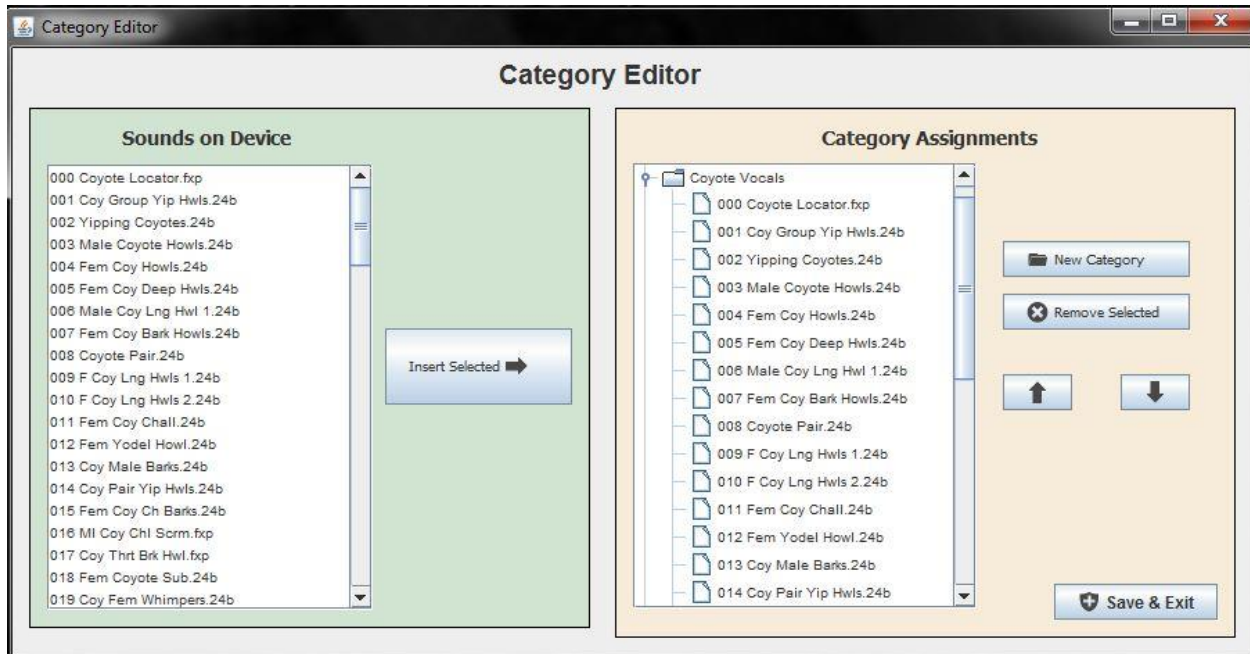 Category Editor
Category Editor
Sounds on Device
000 Coyote Locator.fxp
001 Coy Group Yip Hwls.24b
002 Yipping Coyotes.24b
003 Male Coyote Howls.24b
004 Fem Coy Howls.24b
005 Fem Coy Deep Hwls.24b
006 Male Coy Lng Hwl 1.24b
007 Fem Coy Bark Howls.24b
008 Coyote Pair.24b
009 F Coy Lng Hwls 1.24b
010 F Coy Lng Hwls 2.24b
011 Fem Coy Chall.24b
012 Fem Yodel Howl.24b
013 Coy Male Barks.24b
014 Coy Pair Yip Hwls.24b
015 Fem Coy Ch Barks.24b
016 Ml Coy Chl Scrm.fxp
017 Coy Thrt Brk Hwl.fxp
018 Fem Coyote Sub.24b
019 Coy Fem Whimpers.24b
Insert Selected
Category Assignments
Coyote Vocals
000 Coyote Locator.fxp
001 Coy Group Yip Hwls.24b
002 Yipping Coyotes.24b
003 Male Coyote Howls.24b
004 Fem Coy Howls.24b
005 Fem Coy Deep Hwls.24b
006 Male Coy Lng Hwl 1.24b
007 Fem Coy Bark Howls.24b
008 Coyote Pair.24b
009 F Coy Lng Hwls 1.24b
010 F Coy Lng Hwls 2.24b
011 Fem Coy Chall.24b
012 Fem Yodel Howl.24b
013 Coy Male Barks.24b
014 Coy Pair Yip Hwls.24b
New Category
Remove Selected
Save & Exit